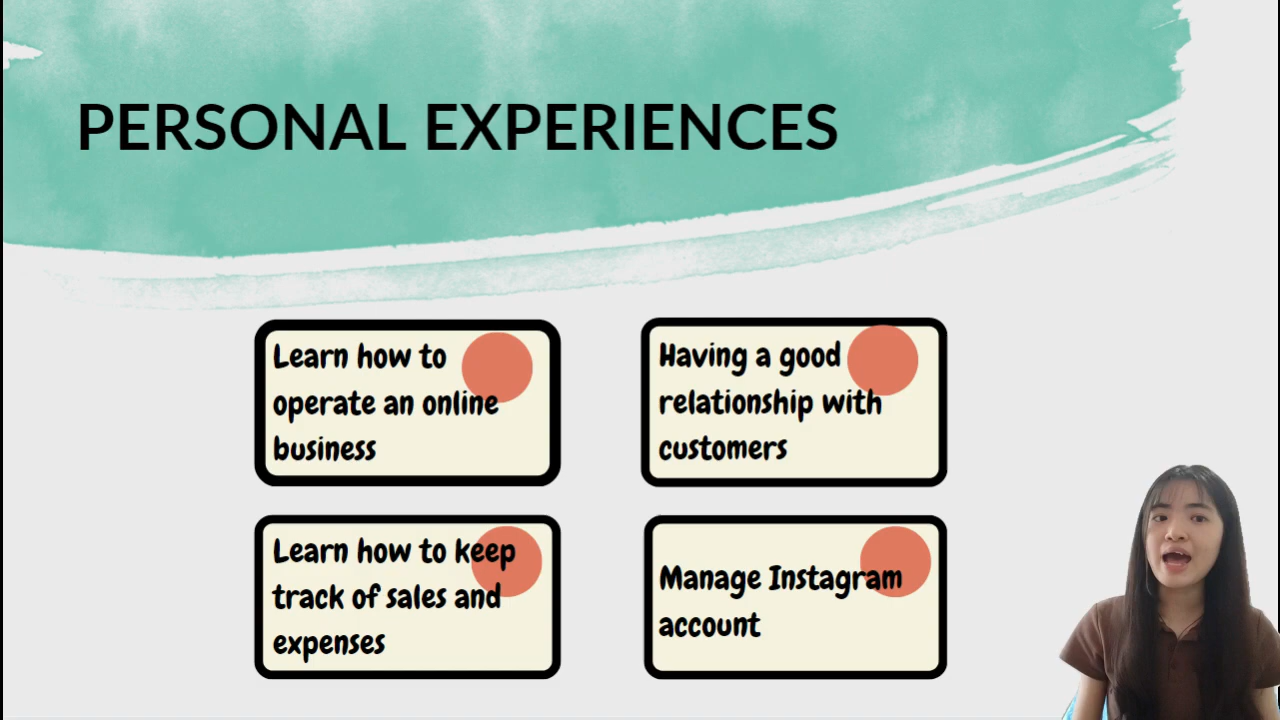 PERSONAL EXPERIENCES
Learn how to
operate an online
business
Having a good
relationship with
customers
Learn how to keep
track of sales and
expenses
Manage Instagram
account